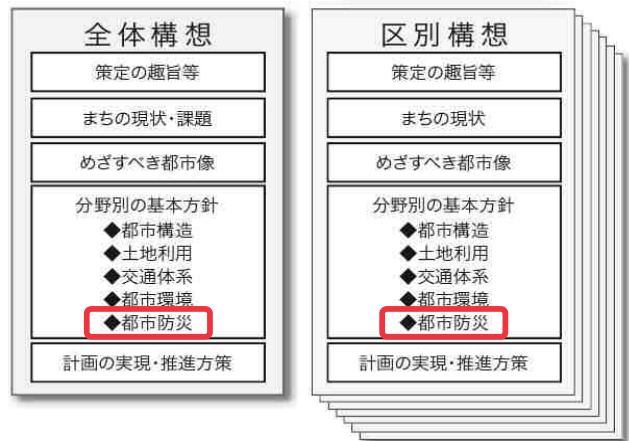 全体構想
策定の趣旨等
まちの現状・課題
めざすべき都市像
分野別の基本方針
◆都市構造
◆土地利用
◆交通体系
◆都市環境
◆都市防災
計画の実現・推進方策
区別構想
策定の趣旨等
まちの現状
めざすべき都市像
分野別の基本方針
◆都市構造
◆土地利用
◆交通体系
◆都市環境
◆都市防災
計画の実現・推進方策